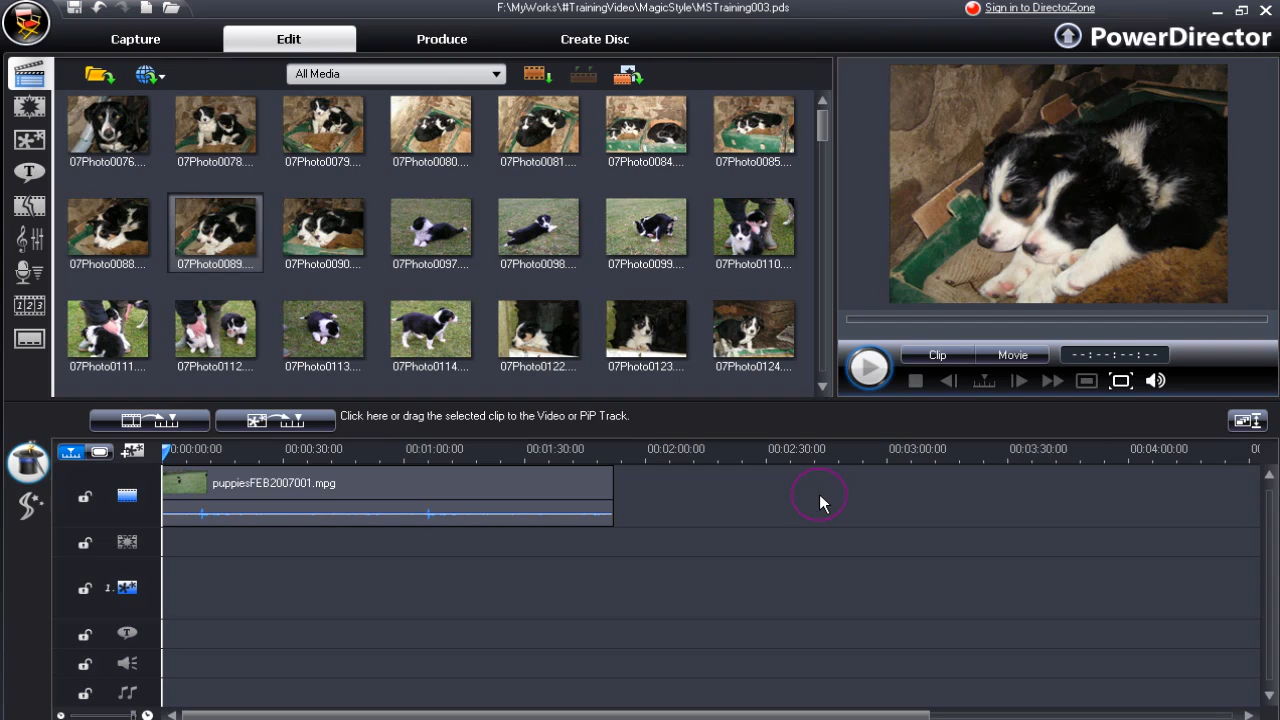 F:\MyWorks\#TrainingVideo\MagicStyle\MSTraining003.pds
Sign in to DirectorZone
Capture
Edit
Produce
Create Disc
PowerDirector
All Media
07Photo0076....
07Photo0078....
07Photo0079....
07Photo0080....
07Photo0081....
07Photo0084....
07Photo0085....
07Photo0088....
07Photo0089....
07Photo0090....
07Photo0097....
07Photo0098....
07Photo0099....
07Photo0110....
07Photo0111....
07Photo0112....
07Photo0113....
07Photo0114....
07Photo0122....
07Photo0123....
07Photo0124....
Clip
Movie
--:--:--:--
Click here or drag the selected clip to the Video or PiP Track.
0:00:00:00
00:00:30:00
00:01:00:00
00:01:30:00
00:02:00:00
00:02:30:00
00:03:00:00
00:03:30:00
00:04:00:00
00
puppiesFEB2007001.mpg
1.